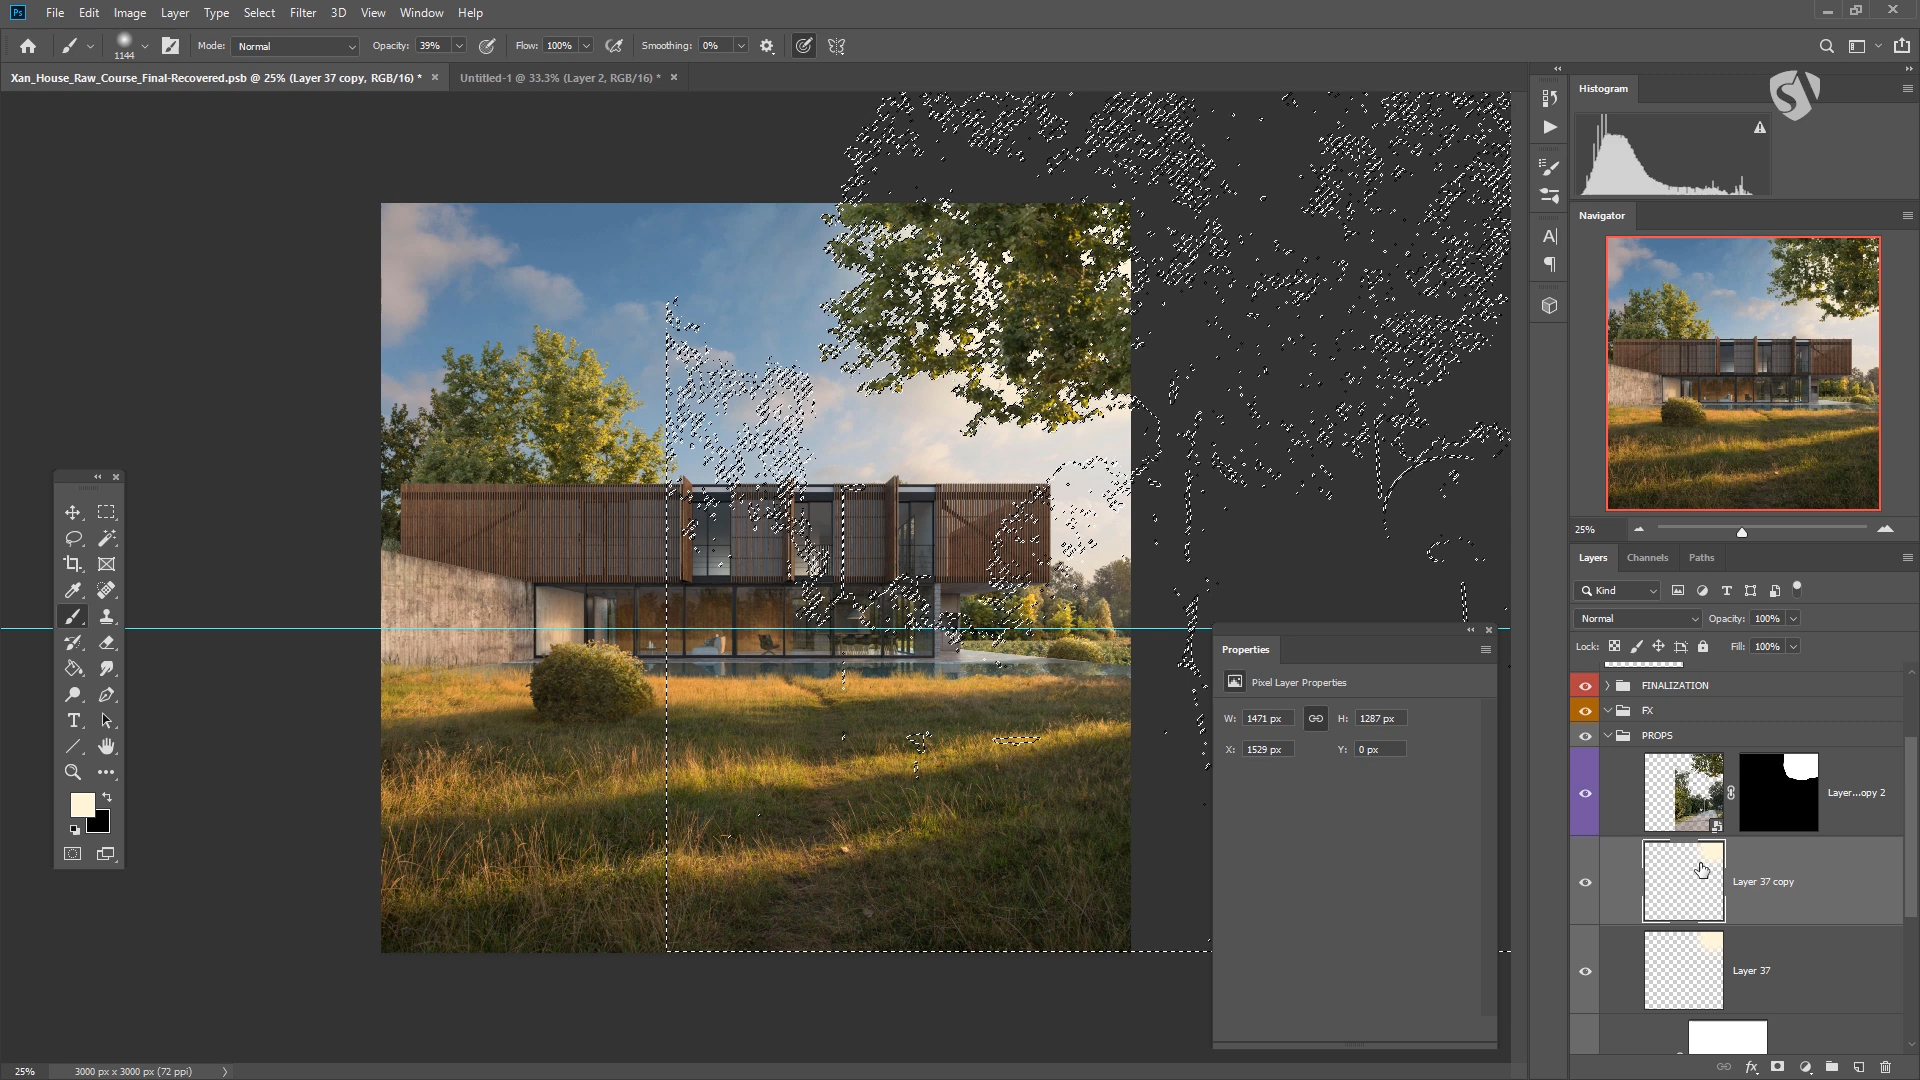 Ps File Edit Image Layer Type Select Filter 3D View Window Help
1144 Mode: Normal Opacity: 39% Flow: 100% Smoothing: 0%
Xan_House_Raw_Course_Final-Recovered.psb @ 25% (Layer 37 copy, RGB/16) * Untitled-1 @ 33.3% (Layer 2, RGB/16) *
Histogram
Navigator
25%
Layers Channels Paths
Kind
Normal Opacity: 100%
Lock: Fill: 100%
FINALIZATION
FX
PROPS
Layer...opy 2
Layer 37 copy
Layer 37
Properties
Pixel Layer Properties
W: 1471 px H: 1287 px
X: 1529 px Y: 0 px
25% 3000 px x 3000 px (72 ppi)